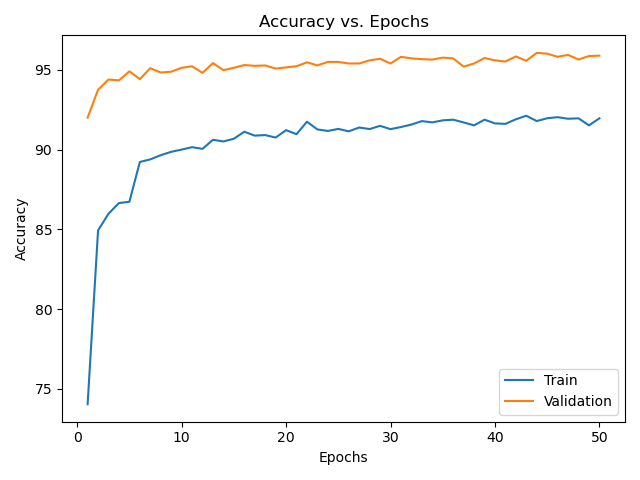 Accuracy vs. Epochs
Accuracy
95
90
85
80
75
0 10 20 30 40 50
Epochs
Train
Validation